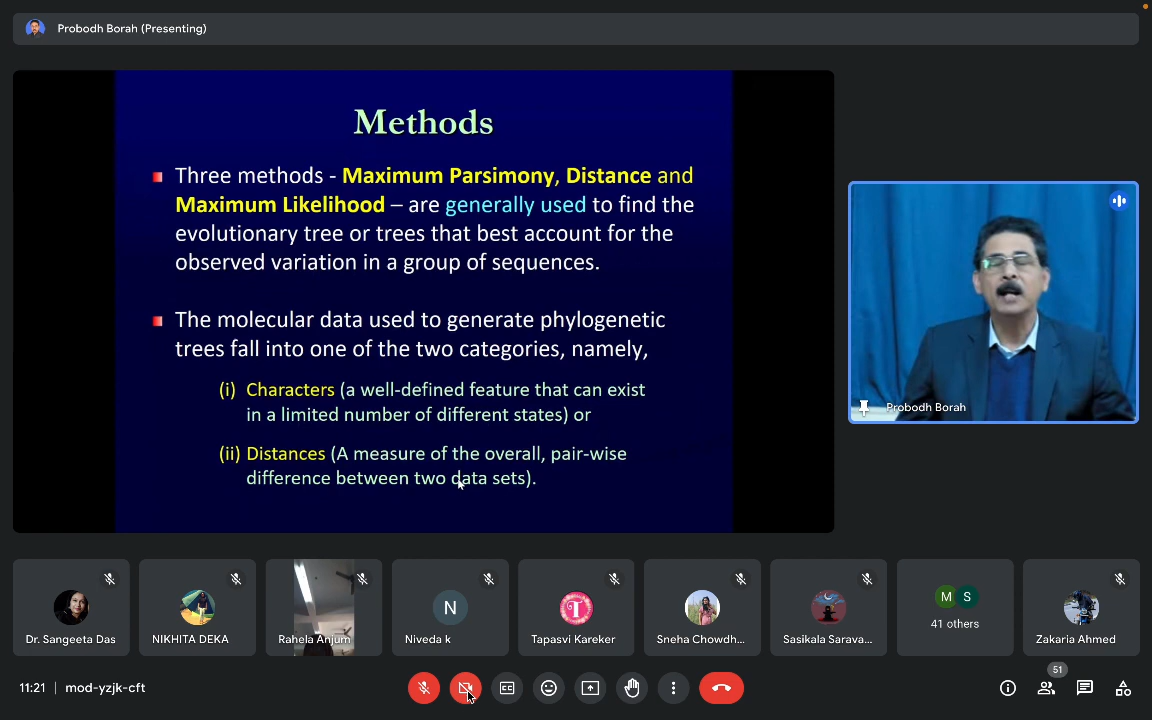 Probodh Borah (Presenting)
Methods
Three methods - Maximum Parsimony, Distance and
Maximum Likelihood – are generally used to find the
evolutionary tree or trees that best account for the
observed variation in a group of sequences.
The molecular data used to generate phylogenetic
trees fall into one of the two categories, namely,
(i) Characters (a well-defined feature that can exist
in a limited number of different states) or
(ii) Distances (A measure of the overall, pair-wise
difference between two data sets).
Probodh Borah
Dr. Sangeeta Das
NIKHITA DEKA
Rahela Anjum
N
Niveda k
T
Tapasvi Kareker
Sneha Chowdh...
Sasikala Sarava...
M S
41 others
Zakaria Ahmed
11:21 | mod-yzjk-cft
CC
51